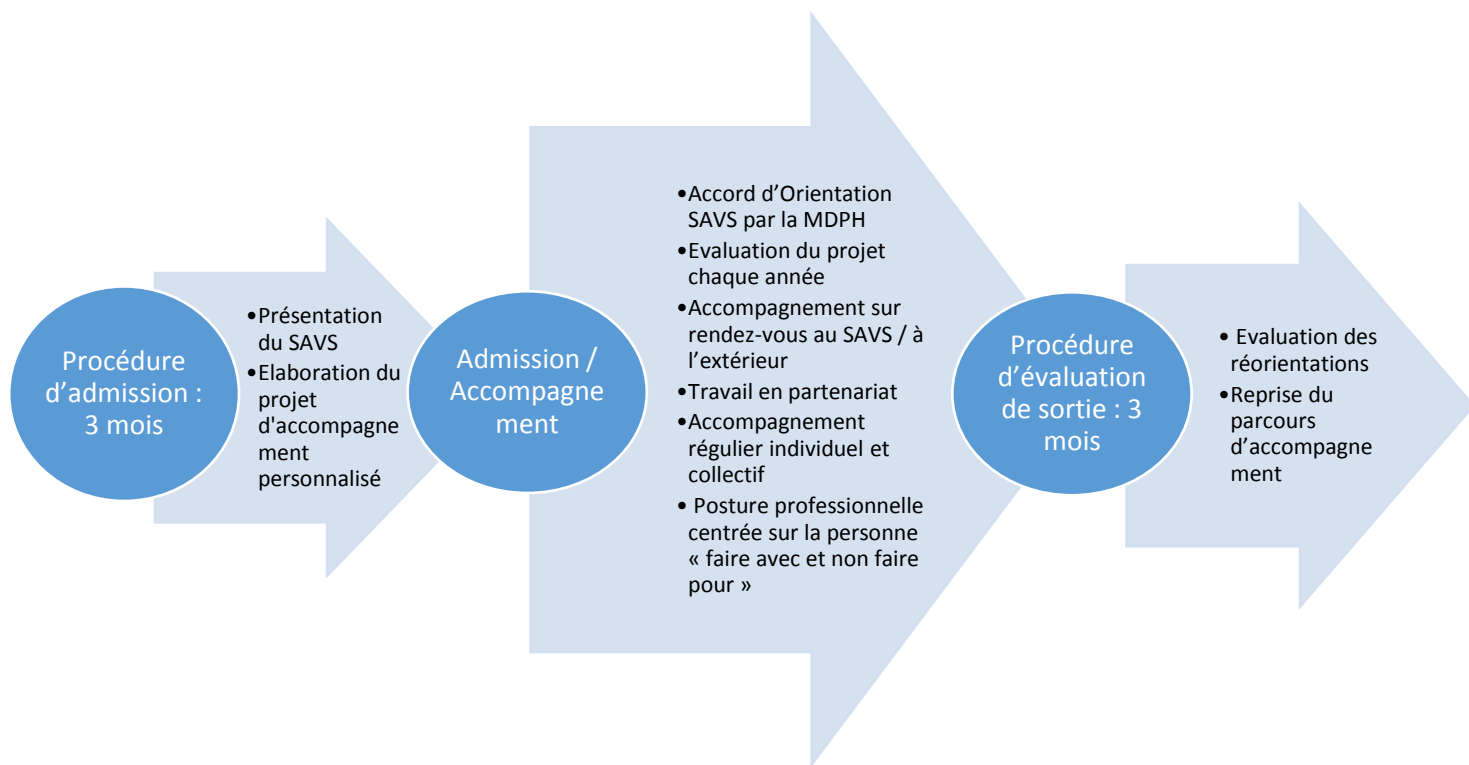 Procédure
d’admission :
3 mois
•Présentation
du SAVS
•Elaboration du
projet
d'accompagne
ment
personnalisé
Admission /
Accompagne
ment
•Accord d’Orientation
SAVS par la MDPH
•Evaluation du projet
chaque année
•Accompagnement sur
rendez-vous au SAVS / à
l’extérieur
•Travail en partenariat
•Accompagnement
régulier individuel et
collectif
• Posture professionnelle
centrée sur la personne
« faire avec et non faire
pour »
Procédure
d’évaluation
de sortie : 3
mois
• Evaluation des
réorientations
•Reprise du
parcours
d’accompagne
ment